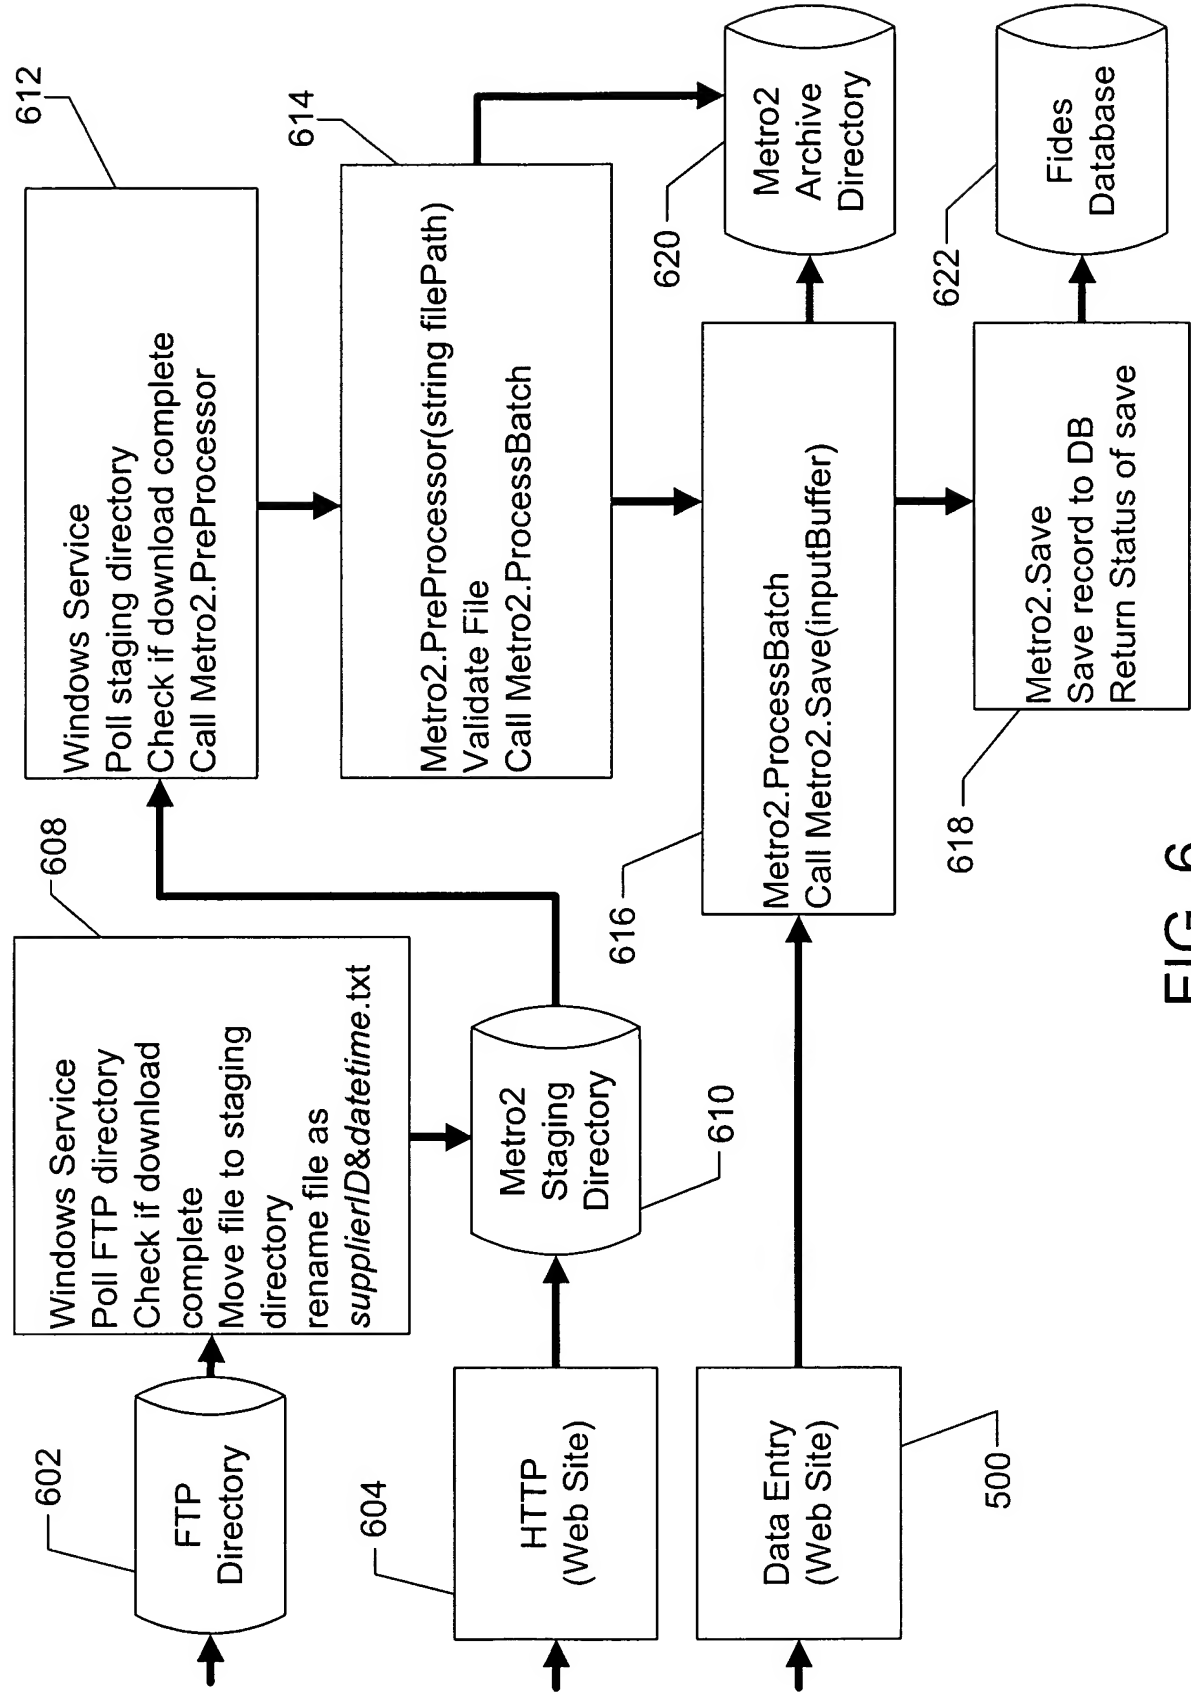 602
FTP
Directory
Windows Service
Poll FTP directory
Check if download
complete
Move file to staging
directory
rename file as
supplierID&datetime.txt
608
Windows Service
Poll staging directory
Check if download complete
Call Metro2.PreProcessor
612
604
HTTP
(Web Site)
Metro2
Staging
Directory
610
Metro2.PreProcessor(string filePath)
Validate File
Call Metro2.ProcessBatch
614
Data Entry
(Web Site)
500
616
Metro2.ProcessBatch
Call Metro2.Save(inputBuffer)
620
Metro2
Archive
Directory
618
Metro2.Save
Save record to DB
Return Status of save
622
Fides
Database
FIG. 6